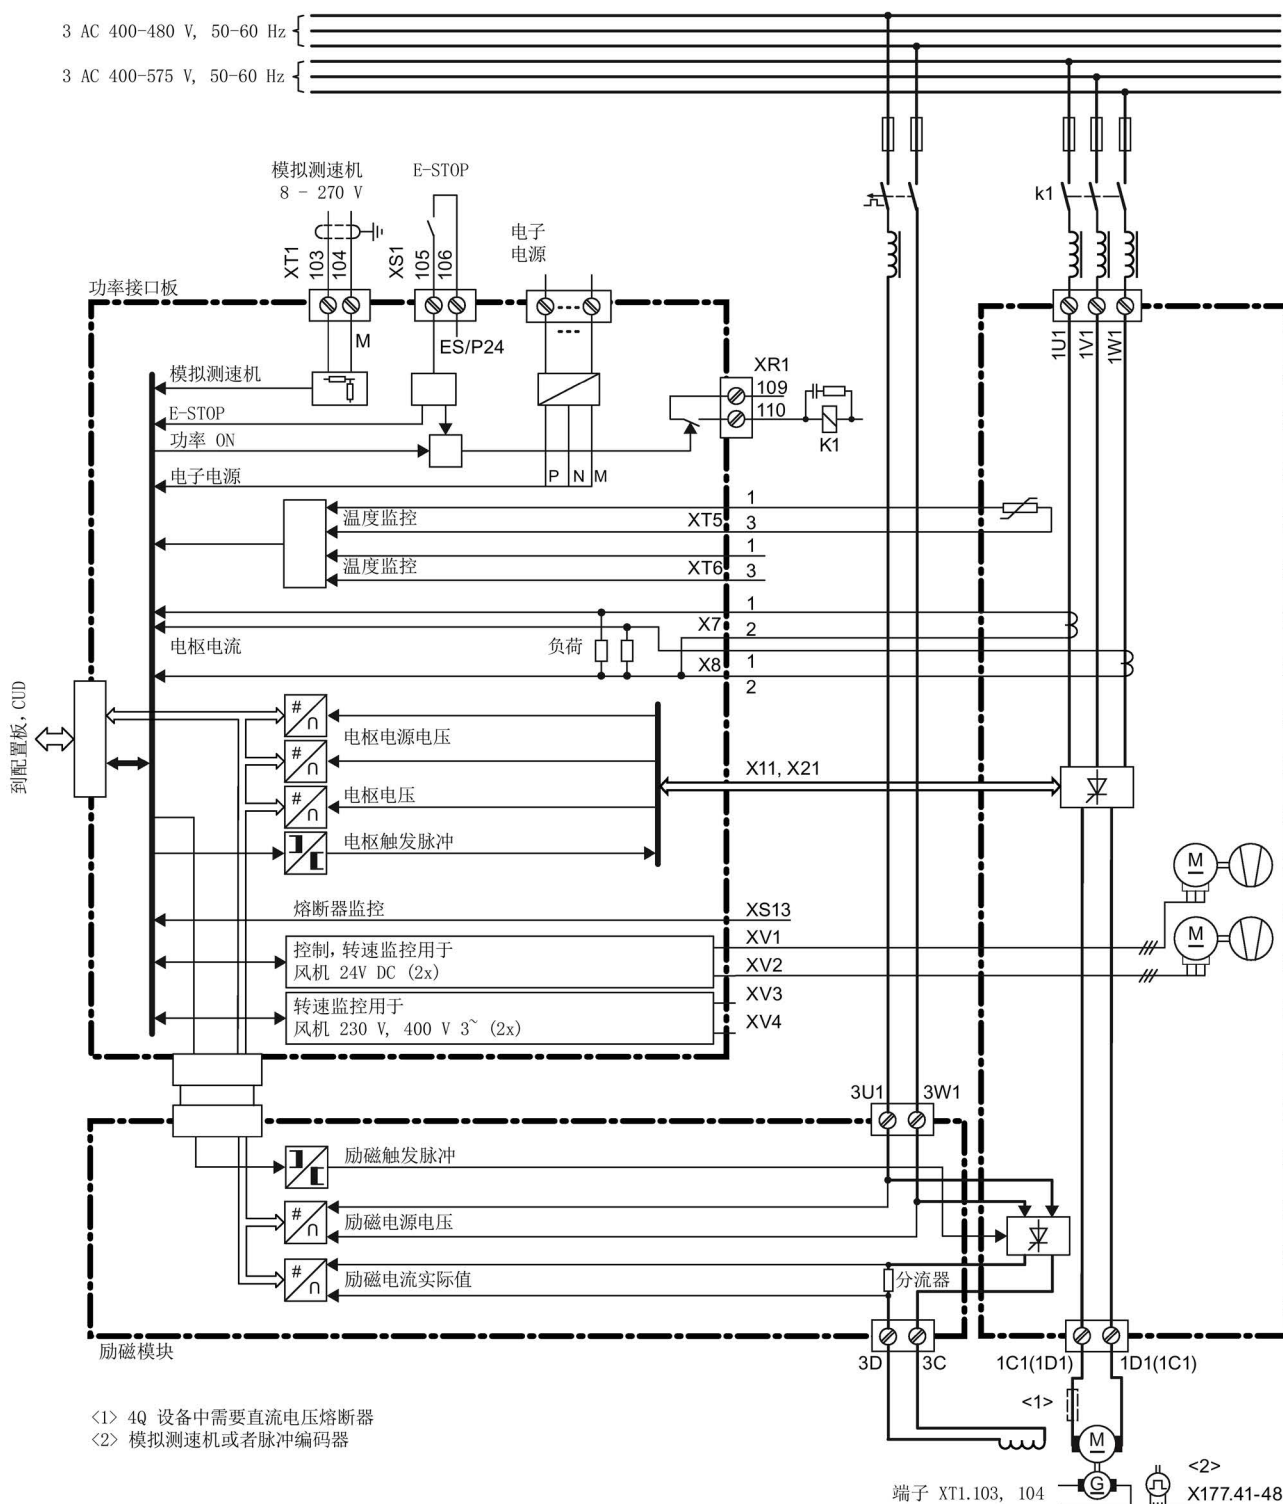 3 AC 400-480 V, 50-60 Hz
3 AC 400-575 V, 50-60 Hz
模拟测速机
8 - 270 V
E-STOP
k1
电子
电源
XT1
103
104
XS1
105
106
功率接口板
M
ES/P24
1U1
1V1
1W1
XR1
109
110
K1
模拟测速机
E-STOP
功率 ON
电子电源
P N M
温度监控
XT5
1
3
温度监控
XT6
1
3
电枢电流
负荷
X7
1
2
X8
1
2
到配置板, CUD
#
∩
电枢电源电压
#
∩
X11, X21
#
∩
电枢电压
电枢触发脉冲
M
熔断器监控
XS13
控制, 转速监控用于
风机 24V DC (2x)
XV1
XV2
M
转速监控用于
风机 230 V, 400 V 3~ (2x)
XV3
XV4
3U1
3W1
励磁触发脉冲
#
∩
励磁电源电压
#
∩
励磁电流实际值
分流器
励磁模块
3D
3C
1C1(1D1)
1D1(1C1)
<1>
<1> 4Q 设备中需要直流电压熔断器
<2> 模拟测速机或者脉冲编码器
M
G
<2>
端子 XT1.103, 104
X177.41-48